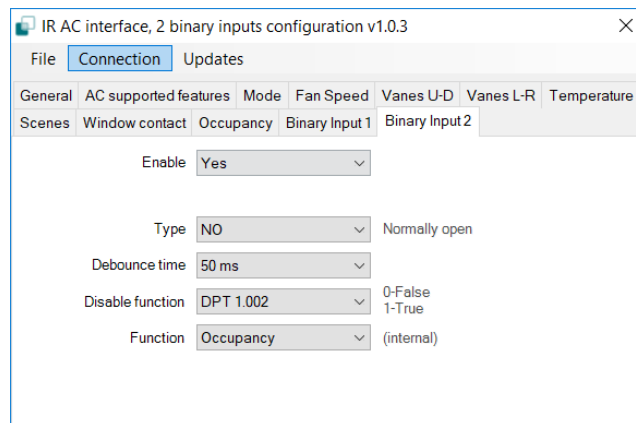 IR AC interface, 2 binary inputs configuration v1.0.3
File Connection Updates
General AC supported features Mode Fan Speed Vanes U-D Vanes L-R Temperature
Scenes Window contact Occupancy Binary Input 1 Binary Input 2
Enable Yes
Type NO Normally open
Debounce time 50 ms
Disable function DPT 1.002 0-False
1-True
Function Occupancy (internal)